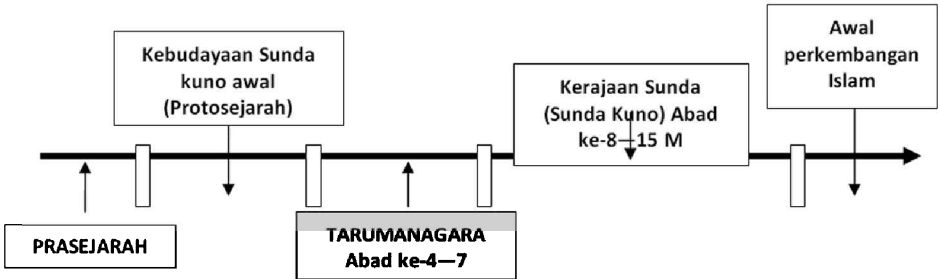 Kebudayaan Sunda
kuno awal
(Protosejarah)
Kerajaan Sunda
(Sunda Kuno) Abad
ke-8—15 M
Awal
perkembangan
Islam
PRASEJARAH
TARUMANAGARA
Abad ke-4—7